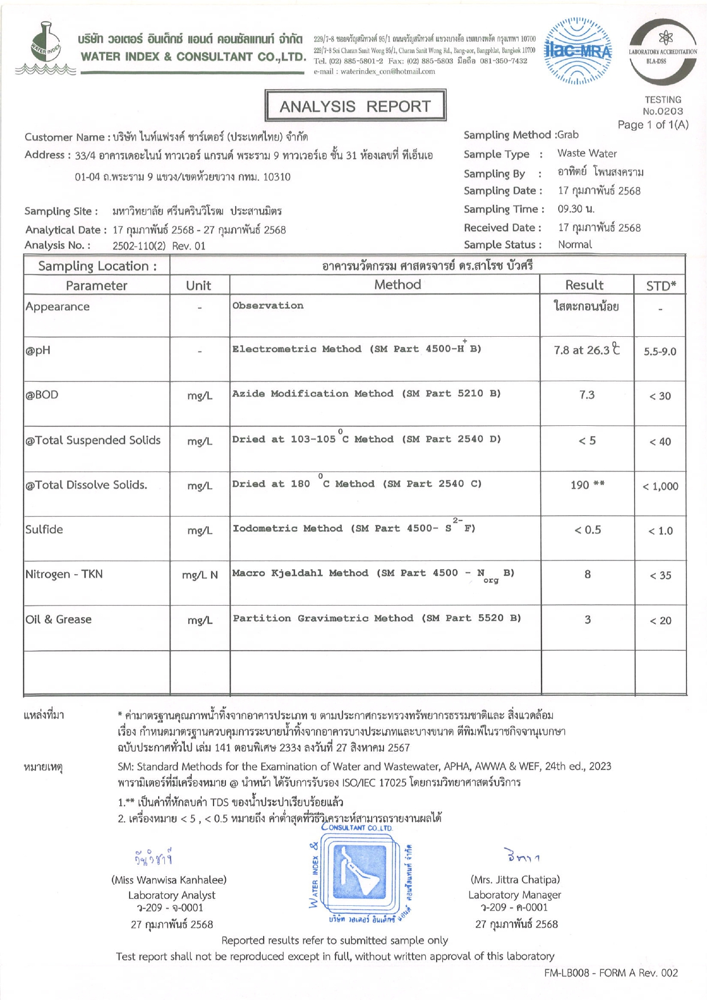 บริษัท วอเตอร์ อินเด็กซ์ แอนด์ คอนซัลแทนท์ จำกัด
WATER INDEX & CONSULTANT CO.,LTD.
WATER INDEX
229/7-8 ซอยจรัญสนิทวงศ์ 95/1 ถนนจรัญสนิทวงศ์ แขวงบางอ้อ เขตบางพลัด กรุงเทพฯ 10700
229/7-8 Soi Charan Sanit Wong 95/1, Charan Sanit Wong Rd., Bang-aor, Bangphlat, Bangkok 10700
Tel. (02) 885-5801-2 Fax: (02) 885-5803 มือถือ 081-350-7432
e-mail : waterindex_con@hotmail.com
ilac-MRA
LABORATORY ACCREDITATION
BLA-DSS
TESTING
No.0203
ANALYSIS REPORT
Page 1 of 1(A)
Customer Name : บริษัท ไนท์แฟรงค์ ชาร์เตอร์ (ประเทศไทย) จำกัด
Address : 33/4 อาคารเดอะไนน์ ทาวเวอร์ แกรนด์ พระราม 9 ทาวเวอร์เอ ชั้น 31 ห้องเลขที่ ทีเอ็นเอ
01-04 ถ.พระราม 9 แขวง/เขตห้วยขวาง กทม. 10310
Sampling Site : มหาวิทยาลัย ศรีนครินวิโรฒ ประสานมิตร
Analytical Date : 17 กุมภาพันธ์ 2568 - 27 กุมภาพันธ์ 2568
Analysis No. : 2502-110(2) Rev. 01
Sampling Method :Grab
Sample Type : Waste Water
Sampling By : อาทิตย์ โพนสงคราม
Sampling Date : 17 กุมภาพันธ์ 2568
Sampling Time : 09.30 น.
Received Date : 17 กุมภาพันธ์ 2568
Sample Status : Normal
Sampling Location : อาคารนวัตกรรม ศาสตรจารย์ ดร.สาโรช บัวศรี
Parameter Unit Method Result STD*
Appearance - Observation ใสตะกอนน้อย -
@pH - Electrometric Method (SM Part 4500-H⁺ B) 7.8 at 26.3 ⁰C 5.5-9.0
@BOD mg/L Azide Modification Method (SM Part 5210 B) 7.3 < 30
@Total Suspended Solids mg/L Dried at 103-105 ⁰C Method (SM Part 2540 D) < 5 < 40
@Total Dissolve Solids. mg/L Dried at 180 ⁰C Method (SM Part 2540 C) 190 ** < 1,000
Sulfide mg/L Iodometric Method (SM Part 4500- S²⁻ F) < 0.5 < 1.0
Nitrogen - TKN mg/L N Macro Kjeldahl Method (SM Part 4500 - N org B) 8 < 35
Oil & Grease mg/L Partition Gravimetric Method (SM Part 5520 B) 3 < 20
แหล่งที่มา * ค่ามาตรฐานคุณภาพน้ำทิ้งจากอาคารประเภท ข ตามประกาศกระทรวงทรัพยากรธรรมชาติและ สิ่งแวดล้อม
เรื่อง กำหนดมาตรฐานควบคุมการระบายน้ำทิ้งจากอาคารบางประเภทและบางขนาด ตีพิมพ์ในราชกิจจานุเบกษา
ฉบับประกาศทั่วไป เล่ม 141 ตอนพิเศษ 233ง ลงวันที่ 27 สิงหาคม 2567
หมายเหตุ SM: Standard Methods for the Examination of Water and Wastewater, APHA, AWWA & WEF, 24th ed., 2023
พารามิเตอร์ที่มีเครื่องหมาย @ นำหน้า ได้รับการรับรอง ISO/IEC 17025 โดยกรมวิทยาศาสตร์บริการ
1.** เป็นค่าที่หักลบค่า TDS ของน้ำประปาเรียบร้อยแล้ว
2. เครื่องหมาย < 5 , < 0.5 หมายถึง ค่าต่ำสุดที่วิธีวิเคราะห์สามารถรายงานผลได้
WATER INDEX & CONSULTANT CO.,LTD.
บริษัท วอเตอร์ อินเด็กซ์ แอนด์ คอนซัลแทนท์ จำกัด
วันวิชาร์
(Miss Wanwisa Kanhalee)
Laboratory Analyst
ว-209 - จ-0001
27 กุมภาพันธ์ 2568
จิตรา
(Mrs. Jittra Chatipa)
Laboratory Manager
ว-209 - ค-0001
27 กุมภาพันธ์ 2568
Reported results refer to submitted sample only
Test report shall not be reproduced except in full, without written approval of this laboratory
FM-LB008 - FORM A Rev. 002